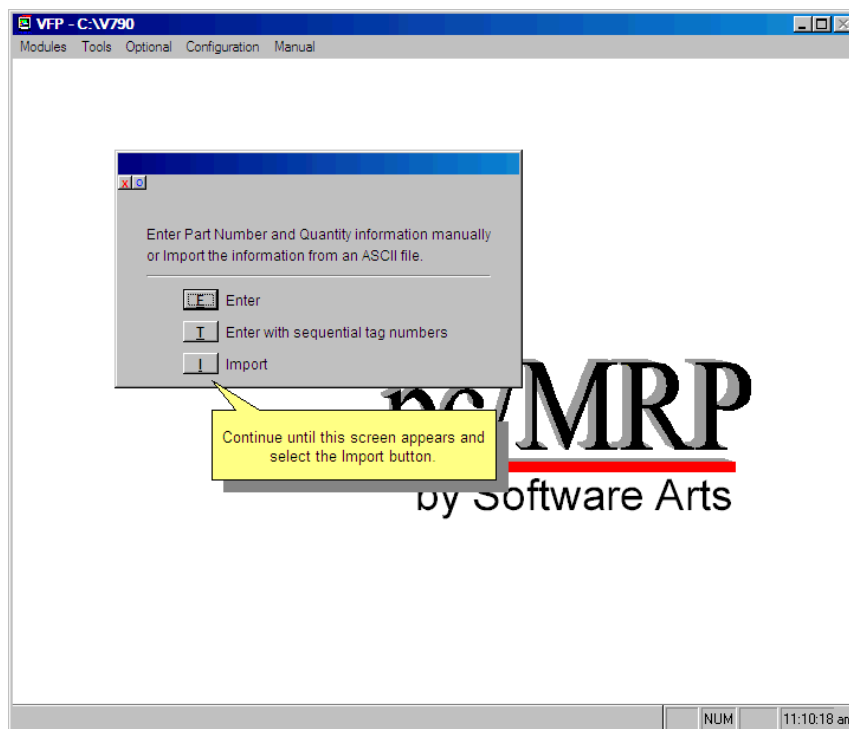 VFP - C:\V790
Modules Tools Optional Configuration Manual
X O
Enter Part Number and Quantity information manually
or Import the information from an ASCII file.
E Enter
T Enter with sequential tag numbers
I Import
pc/MRP
Continue until this screen appears and
select the Import button.
by Software Arts
NUM 11:10:18 am